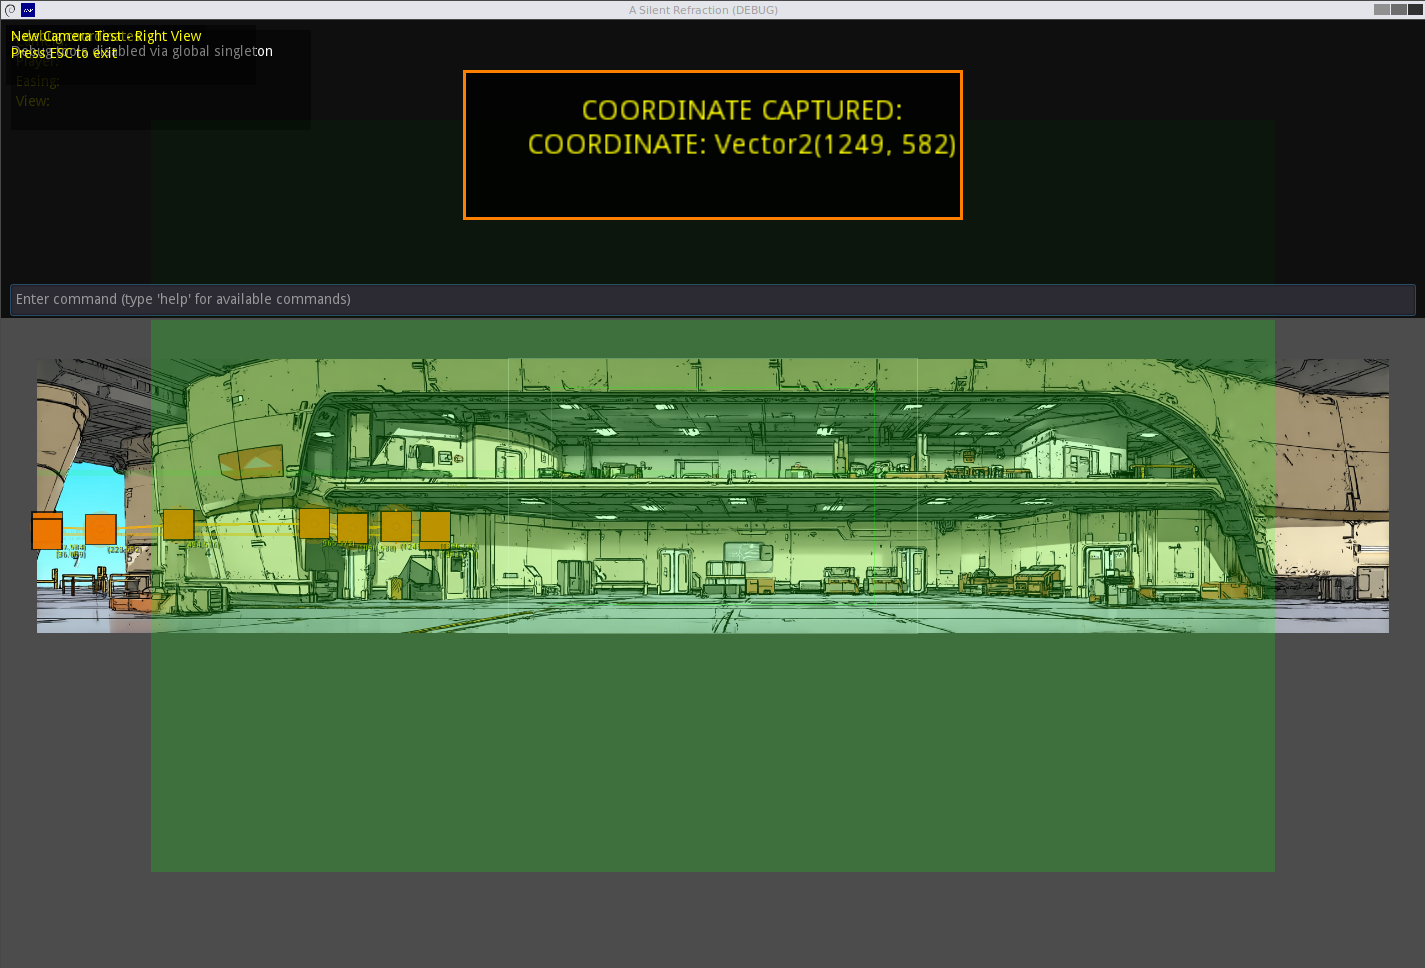 A Silent Refraction (DEBUG)
New Camera Test - Right View
Debug tools disabled via global singleton
Press ESC to exit
Player:
Easing:
View:
COORDINATE CAPTURED:
COORDINATE: Vector2(1249, 582)
Enter command (type 'help' for available commands)